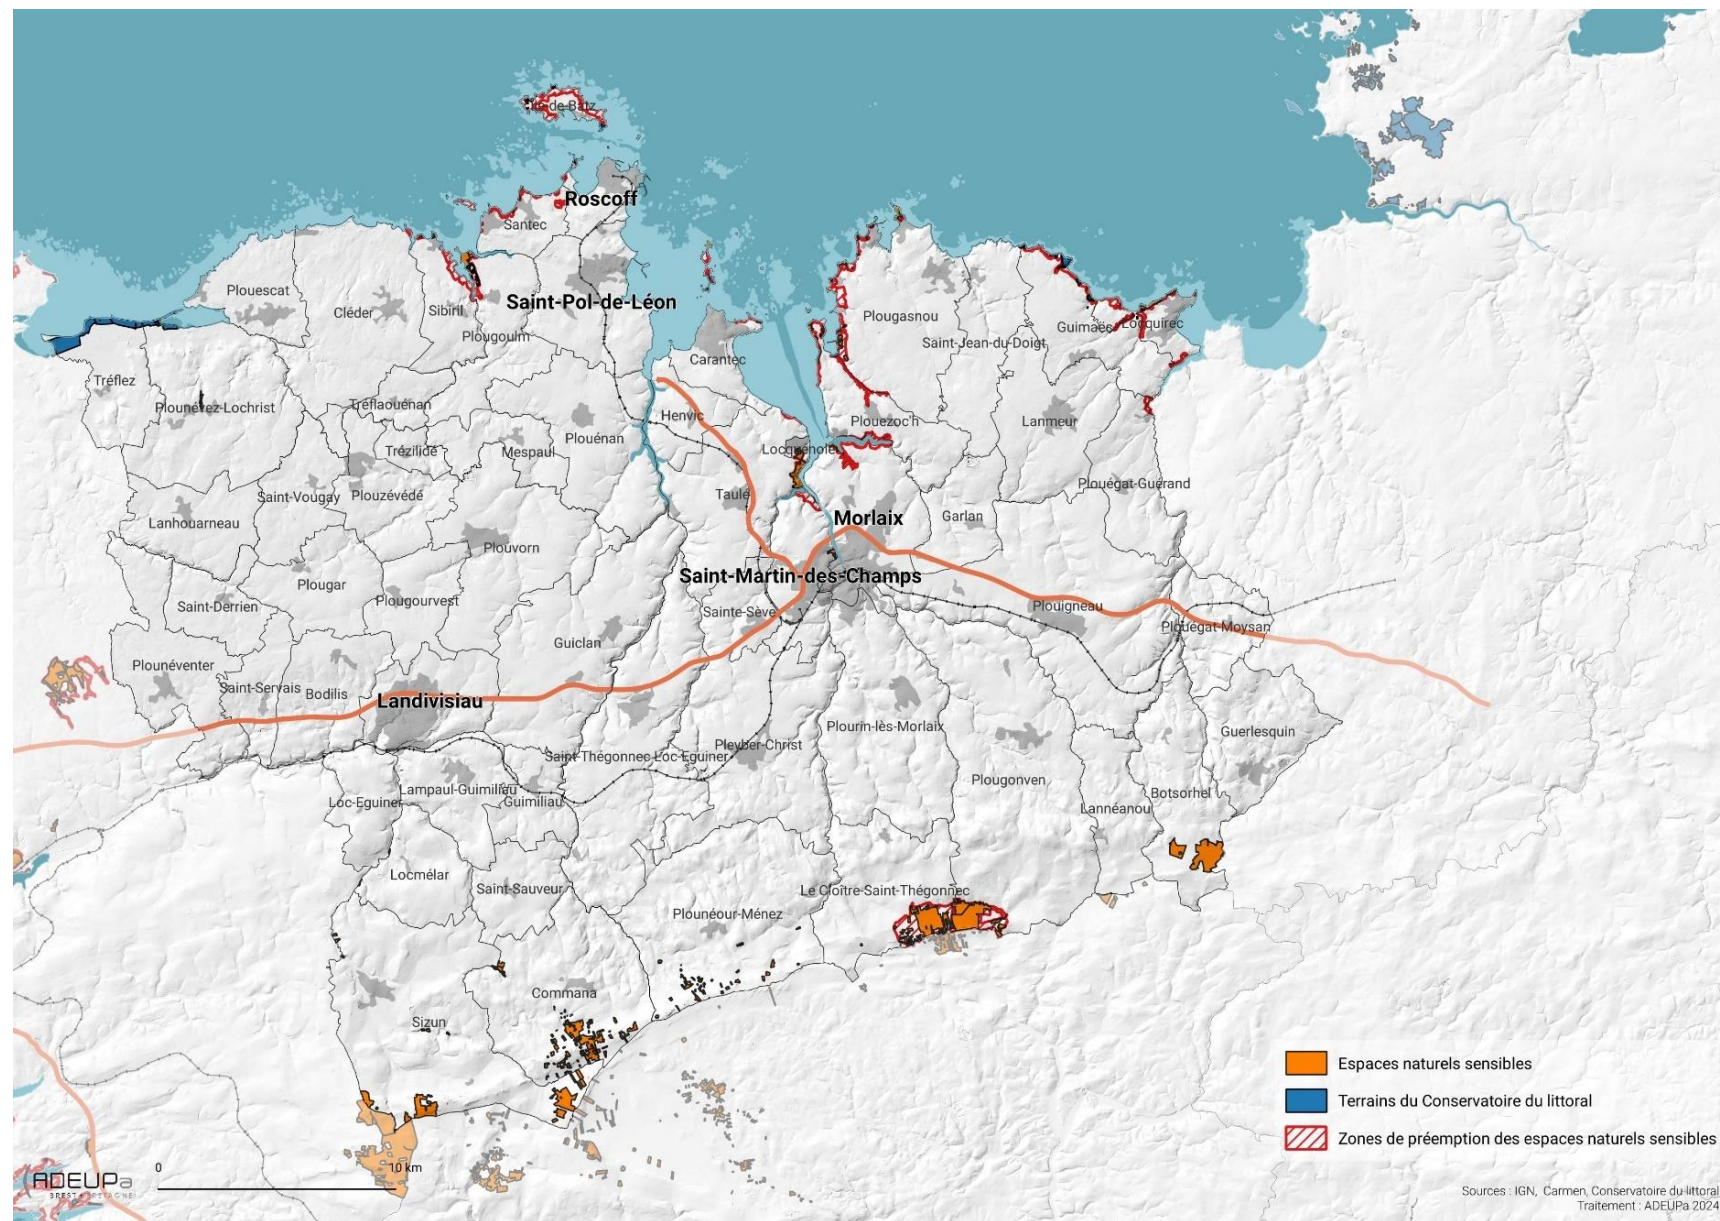 Île-de-Batz
Roscoff
Santec
Plouescat
Cléder
Sibiril
Saint-Pol-de-Léon
Plougoulm
Plougasnou
Saint-Jean-du-Doigt
Guimaëc
Locquirec
Carantec
Tréflez
Plounévez-Lochrist
Tréflaouénan
Henvic
Plouénan
Plouezoc'h
Lanmeur
Trézilidé
Mespaul
Locquénolé
Saint-Vougay
Plouzévédé
Taulé
Plouégat-Guérand
Lanhouarneau
Morlaix
Garlan
Plouvorn
Saint-Martin-des-Champs
Plougar
Saint-Derrien
Plougourvest
Sainte-Sève
Plouigneau
Plouégat-Moysan
Guiclan
Plounéventer
Saint-Servais
Bodilis
Landivisiau
Plourin-lès-Morlaix
Guerlesquin
Pleyber-Christ
Saint-Thégonnec Loc-Eguiner
Plougonven
Lampaul-Guimiliau
Loc-Eguiner
Guimiliau
Botsorhel
Lannéanou
Locmélar
Saint-Sauveur
Le Cloître-Saint-Thégonnec
Plounéour-Ménez
Commana
Sizun
Espaces naturels sensibles
Terrains du Conservatoire du littoral
Zones de préemption des espaces naturels sensibles
0 10 km
ADEUPa
BREST • BRETAGNE
Sources : IGN, Carmen, Conservatoire du littoral
Traitement : ADEUPa 2024